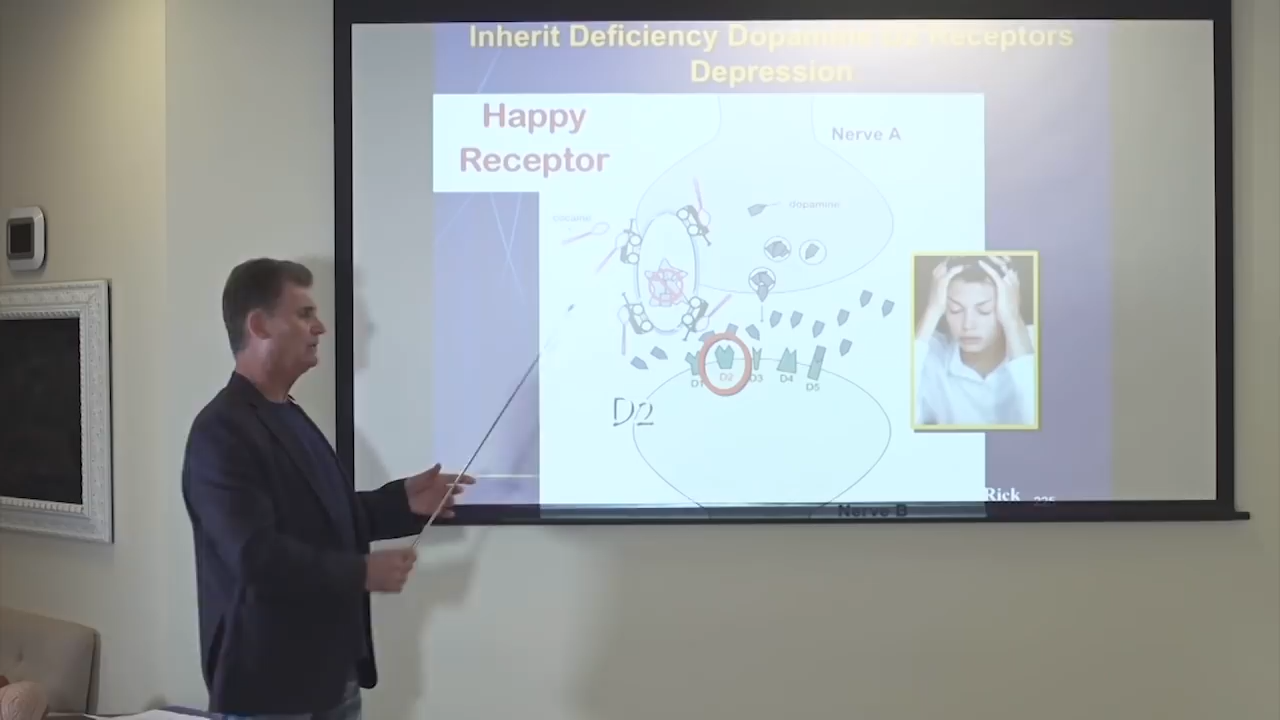 Inherit Deficiency Dopamine D2 Receptors
Depression
Happy
Receptor
Nerve A
cocaine
dopamine
D1
D2
D3
D4
D5
D2
Rick
225
Nerve B